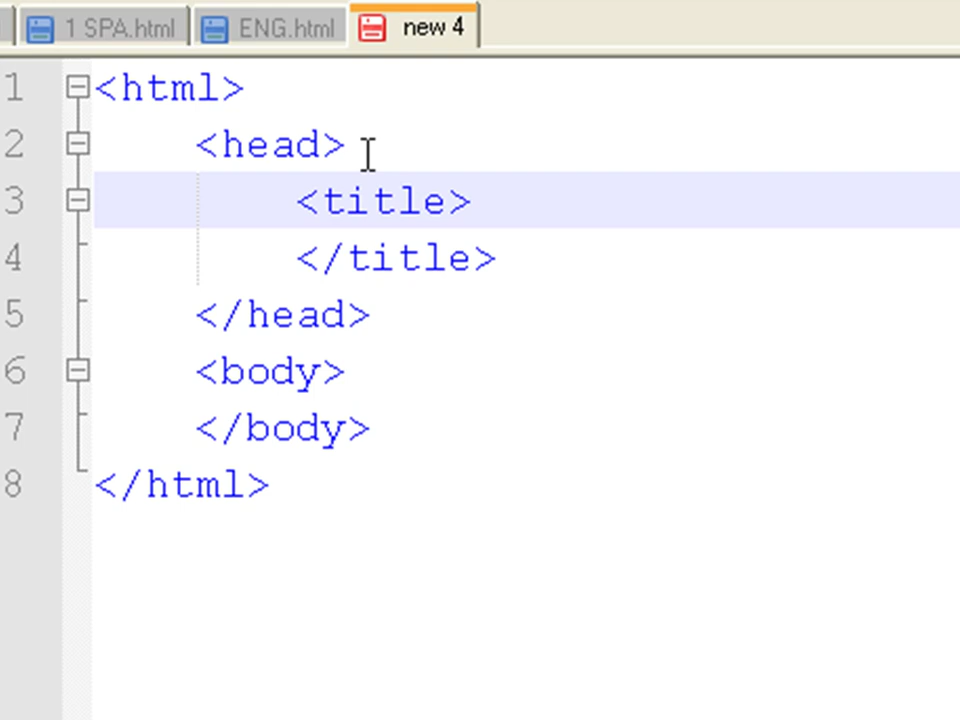 1 SPA.html ENG.html new 4
1 <html>
2 <head>
3 <title>
4 </title>
5 </head>
6 <body>
7 </body>
8 </html>